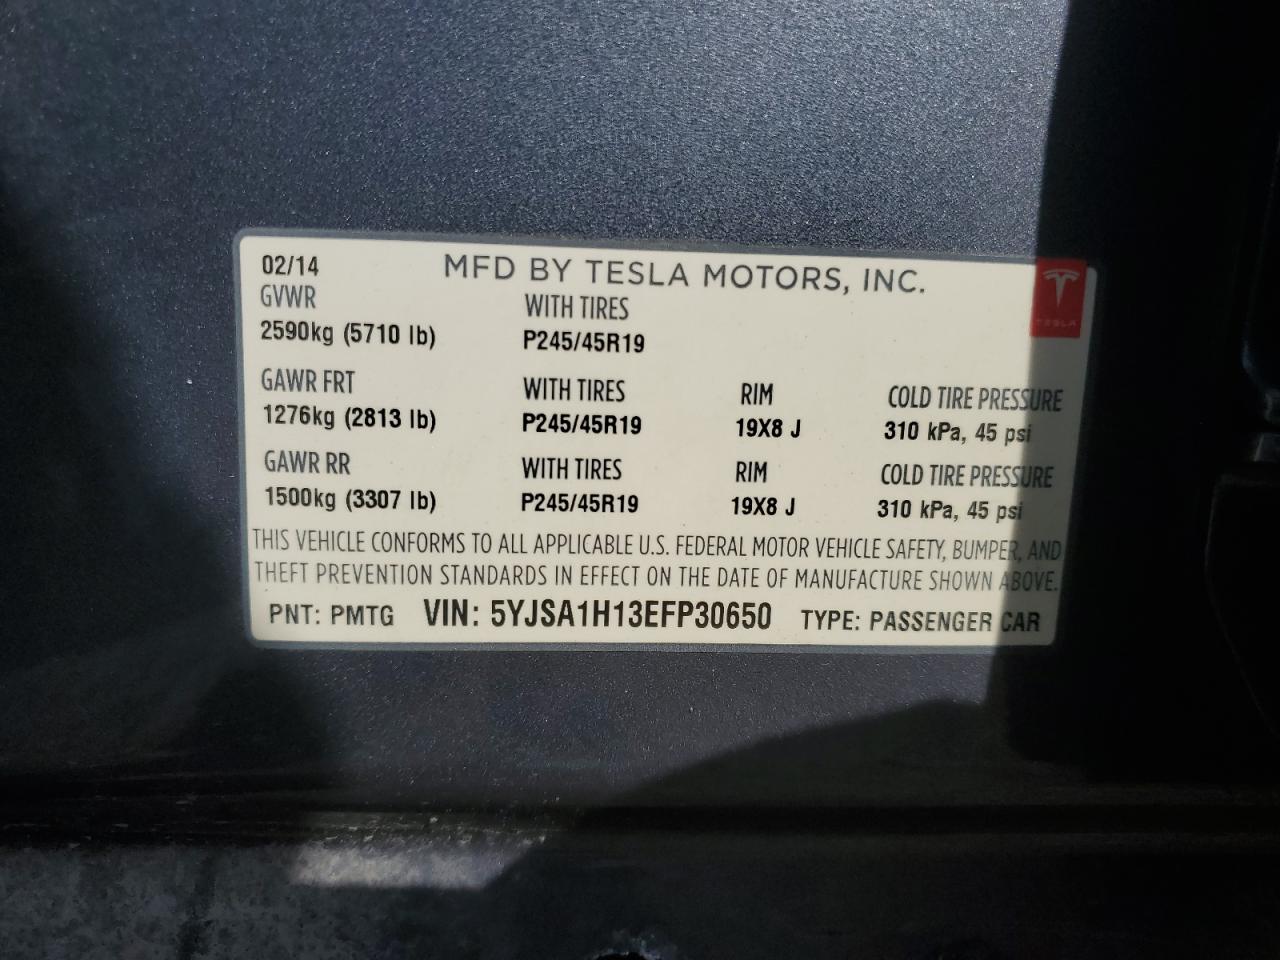 02/14 MFD BY TESLA MOTORS, INC.
GVWR WITH TIRES
2590kg (5710 lb) P245/45R19
TESLA
GAWR FRT WITH TIRES RIM COLD TIRE PRESSURE
1276kg (2813 lb) P245/45R19 19X8 J 310 kPa, 45 psi
GAWR RR WITH TIRES RIM COLD TIRE PRESSURE
1500kg (3307 lb) P245/45R19 19X8 J 310 kPa, 45 psi
THIS VEHICLE CONFORMS TO ALL APPLICABLE U.S. FEDERAL MOTOR VEHICLE SAFETY, BUMPER, AND
THEFT PREVENTION STANDARDS IN EFFECT ON THE DATE OF MANUFACTURE SHOWN ABOVE.
PNT: PMTG VIN: 5YJSA1H13EFP30650 TYPE: PASSENGER CAR